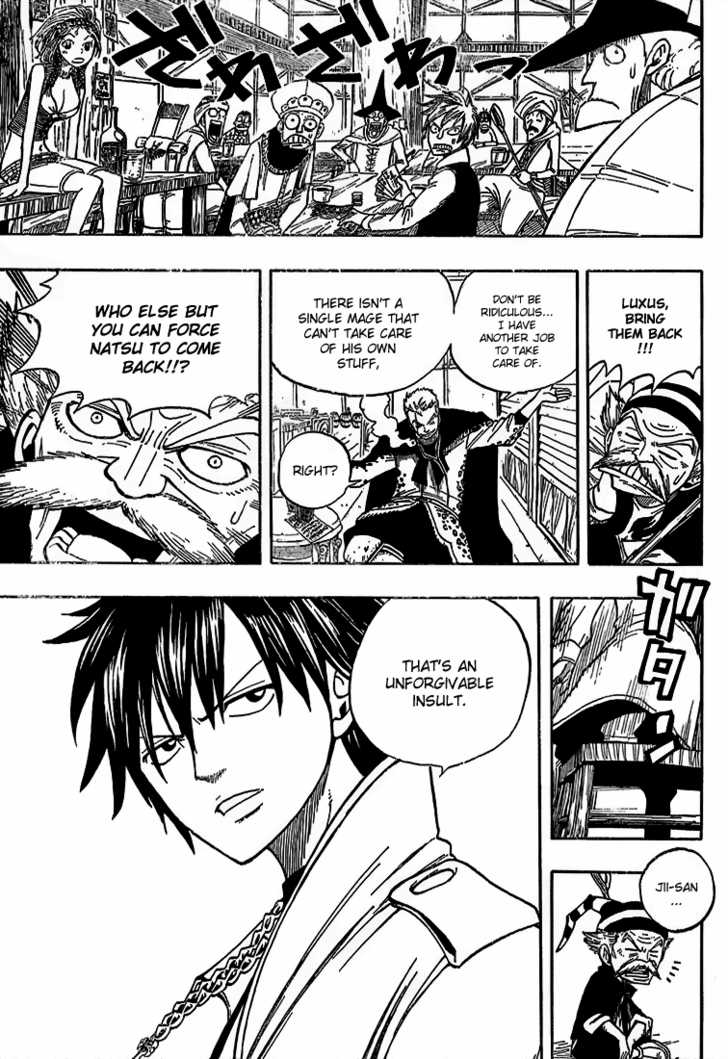 ざわざわっ
LUXUS,
BRING
THEM BACK
!!!
DON'T BE
RIDICULOUS...
I HAVE
ANOTHER JOB
TO TAKE
CARE OF.
THERE ISN'T A
SINGLE MAGE THAT
CAN'T TAKE CARE
OF HIS OWN
STUFF,
RIGHT?
WHO ELSE BUT
YOU CAN FORCE
NATSU TO COME
BACK!!?
ガタン
JII-SAN
...
THAT'S AN
UNFORGIVABLE
INSULT.